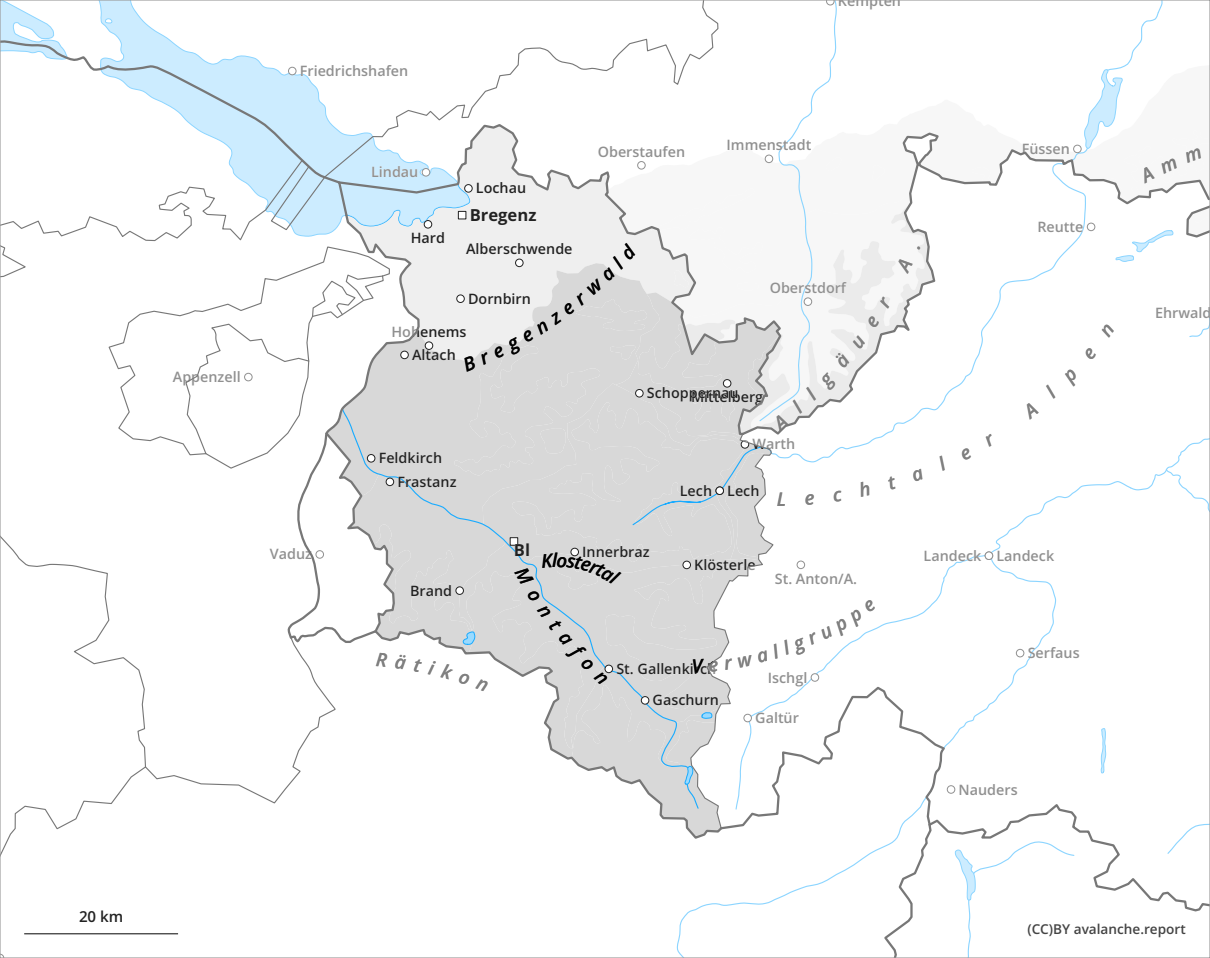 Kempten
Friedrichshafen
Immenstadt
Füssen
Oberstaufen
Amm
Lindau
Lochau
Bregenz
Reutte
Hard
Alberschwende
Oberstdorf
Dornbirn
Bregenzerwald
Allgäuer A.
Ehrwald
Hohenems
Altach
Appenzell
Schoppernau
Mittelberg
Warth
Lechtaler Alpen
Feldkirch
Frastanz
Lech
Lech
Vaduz
Bl
Klostertal
Innerbraz
Klösterle
Landeck
Landeck
St. Anton/A.
Brand
Montafon
Verwallgruppe
Rätikon
St. Gallenkirch
Serfaus
Ischgl
Gaschurn
Galtür
Nauders
20 km
(CC)BY avalanche.report